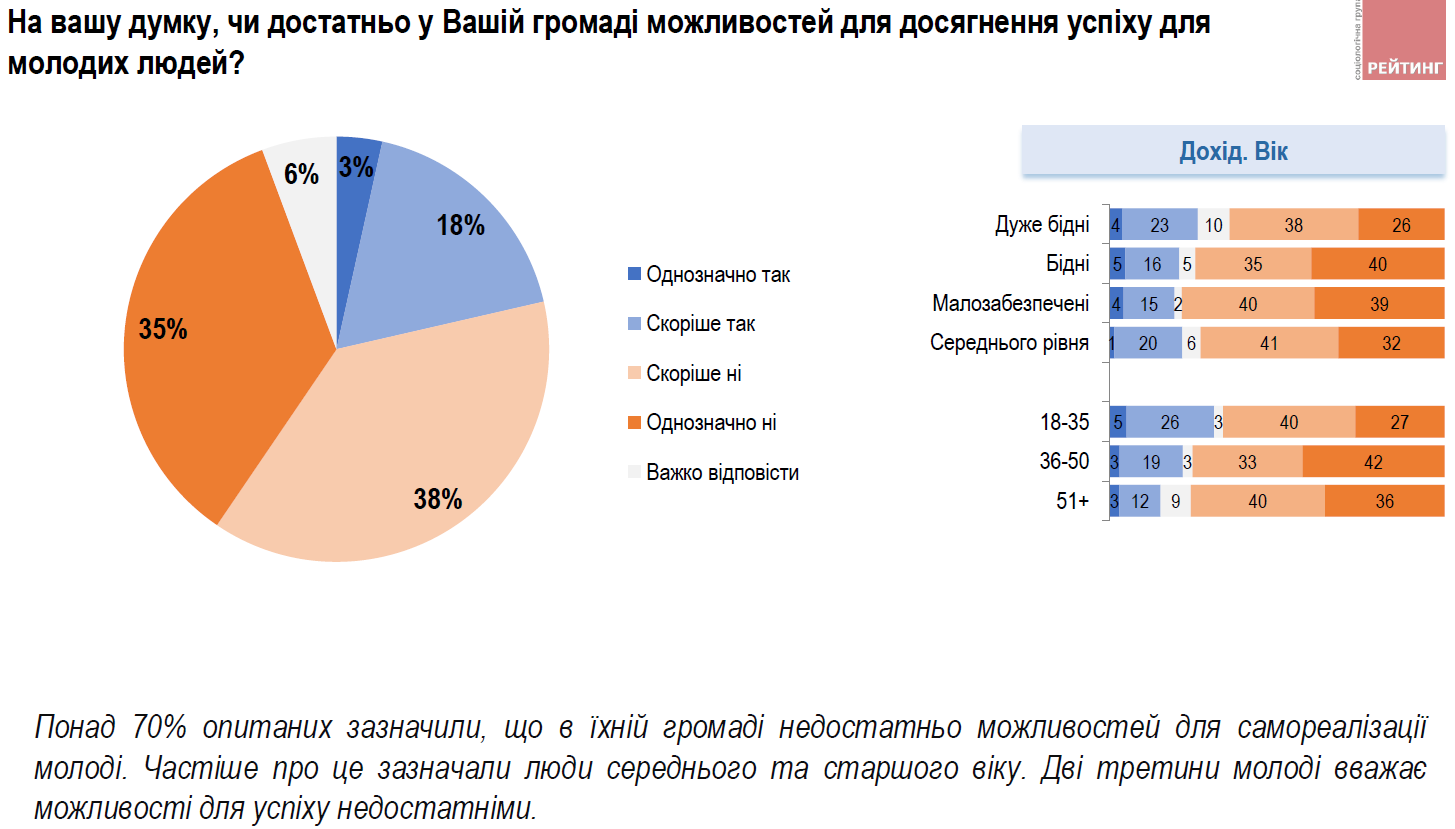 На вашу думку, чи достатньо у Вашій громаді можливостей для досягнення успіху для
молодих людей?
соціологічна група
РЕЙТИНГ
3%
18%
38%
35%
6%
Однозначно так
Скоріше так
Скоріше ні
Однозначно ні
Важко відповісти
Дохід. Вік
Дуже бідні 4 23 10 38 26
Бідні 5 16 5 35 40
Малозабезпечені 4 15 2 40 39
Середнього рівня 1 20 6 41 32
18-35 5 26 3 40 27
36-50 3 19 3 33 42
51+ 3 12 9 40 36
Понад 70% опитаних зазначили, що в їхній громаді недостатньо можливостей для самореалізації
молоді. Частіше про це зазначали люди середнього та старшого віку. Дві третини молоді вважає
можливості для успіху недостатніми.